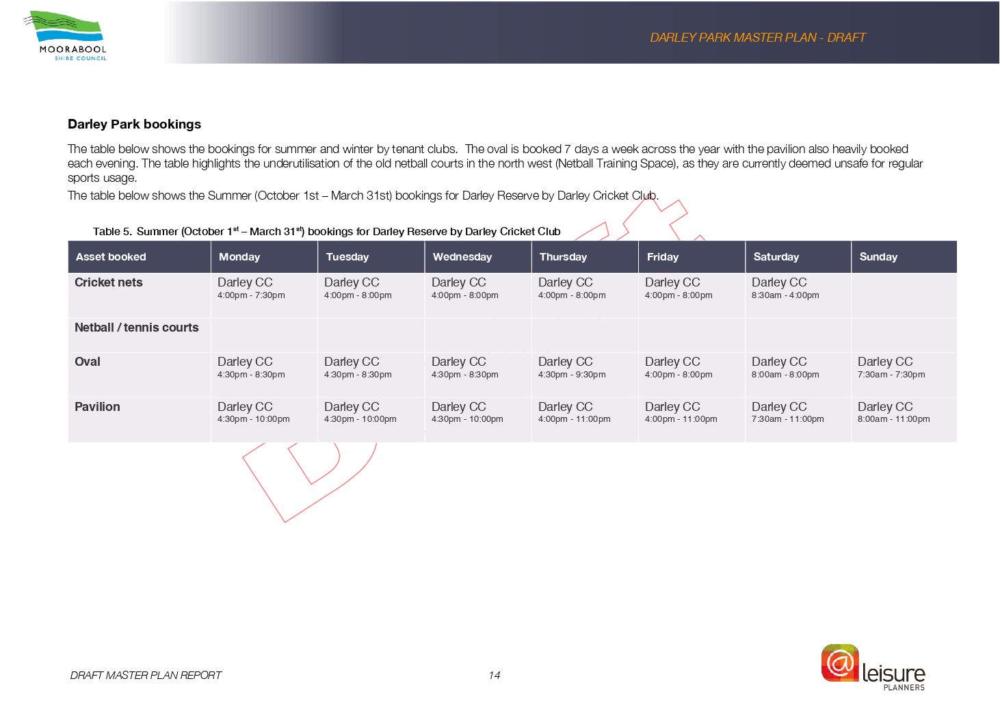 MOORABOOL
SHIRE COUNCIL
DARLEY PARK MASTER PLAN - DRAFT
Darley Park bookings
The table below shows the bookings for summer and winter by tenant clubs.  The oval is booked 7 days a week across the year with the pavilion also heavily booked
each evening. The table highlights the underutilisation of the old netball courts in the north west (Netball Training Space), as they are currently deemed unsafe for regular
sports usage.
The table below shows the Summer (October 1st – March 31st) bookings for Darley Reserve by Darley Cricket Club.
Table 5.  Summer (October 1st – March 31st) bookings for Darley Reserve by Darley Cricket Club
Asset booked Monday Tuesday Wednesday Thursday Friday Saturday Sunday
Cricket nets Darley CC Darley CC Darley CC Darley CC Darley CC Darley CC
4:00pm - 7:30pm 4:00pm - 8:00pm 4:00pm - 8:00pm 4:00pm - 8:00pm 4:00pm - 8:00pm 8:30am - 4:00pm
Netball / tennis courts
Oval Darley CC Darley CC Darley CC Darley CC Darley CC Darley CC Darley CC
4:30pm - 8:30pm 4:30pm - 8:30pm 4:30pm - 8:30pm 4:30pm - 9:30pm 4:00pm - 8:00pm 8:00am - 8:00pm 7:30am - 7:30pm
Pavilion Darley CC Darley CC Darley CC Darley CC Darley CC Darley CC Darley CC
4:30pm - 10:00pm 4:30pm - 10:00pm 4:30pm - 10:00pm 4:00pm - 11:00pm 4:00pm - 11:00pm 7:30am - 11:00pm 8:00am - 11:00pm
DRAFT MASTER PLAN REPORT
14
@leisure
PLANNERS